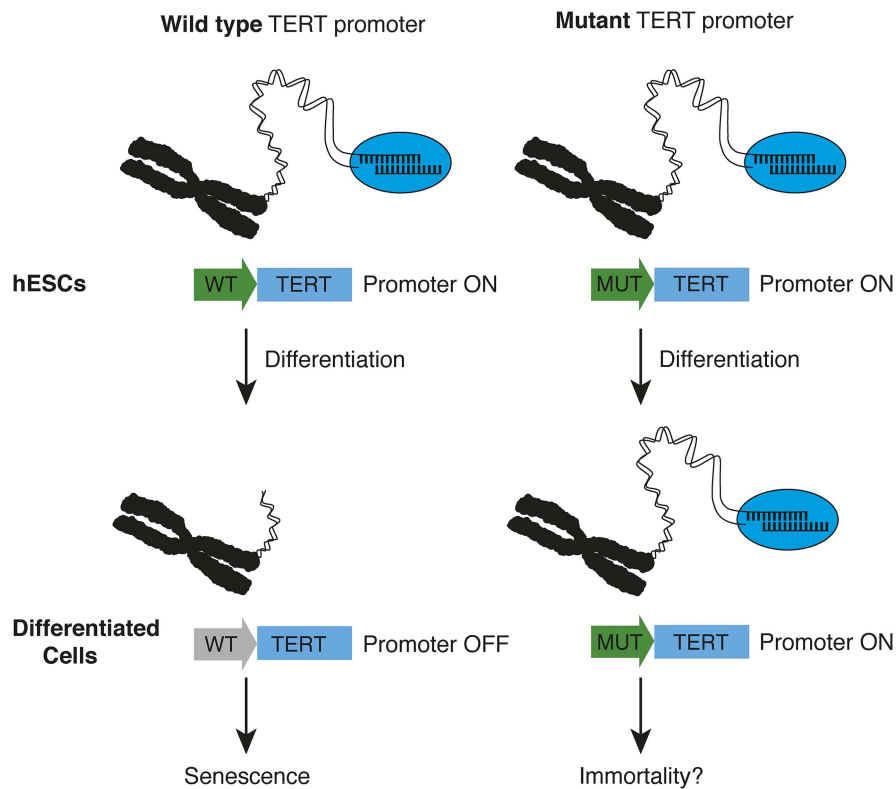 Wild type TERT promoter
Mutant TERT promoter
hESCs
WT TERT Promoter ON
MUT TERT Promoter ON
Differentiation
Differentiation
Differentiated
Cells
WT TERT Promoter OFF
MUT TERT Promoter ON
Senescence
Immortality?